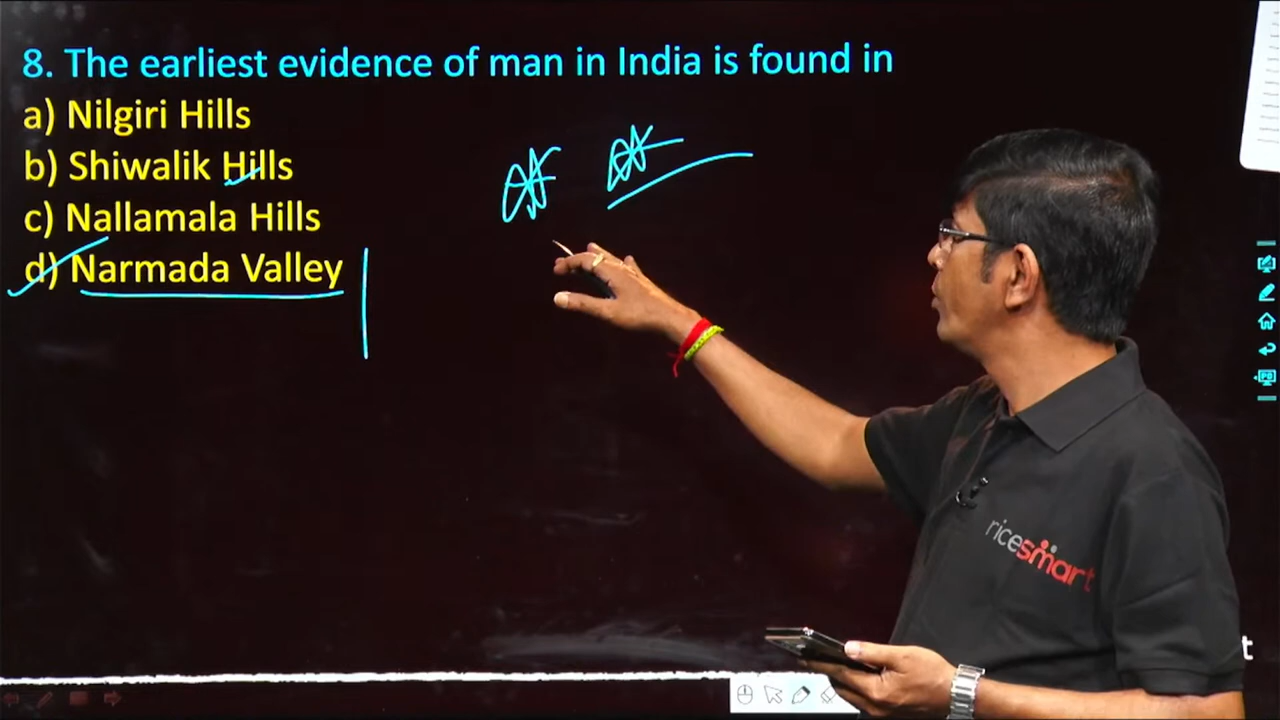 8. The earliest evidence of man in India is found in
a) Nilgiri Hills
b) Shiwalik Hills
c) Nallamala Hills
d) Narmada Valley
ricesmart